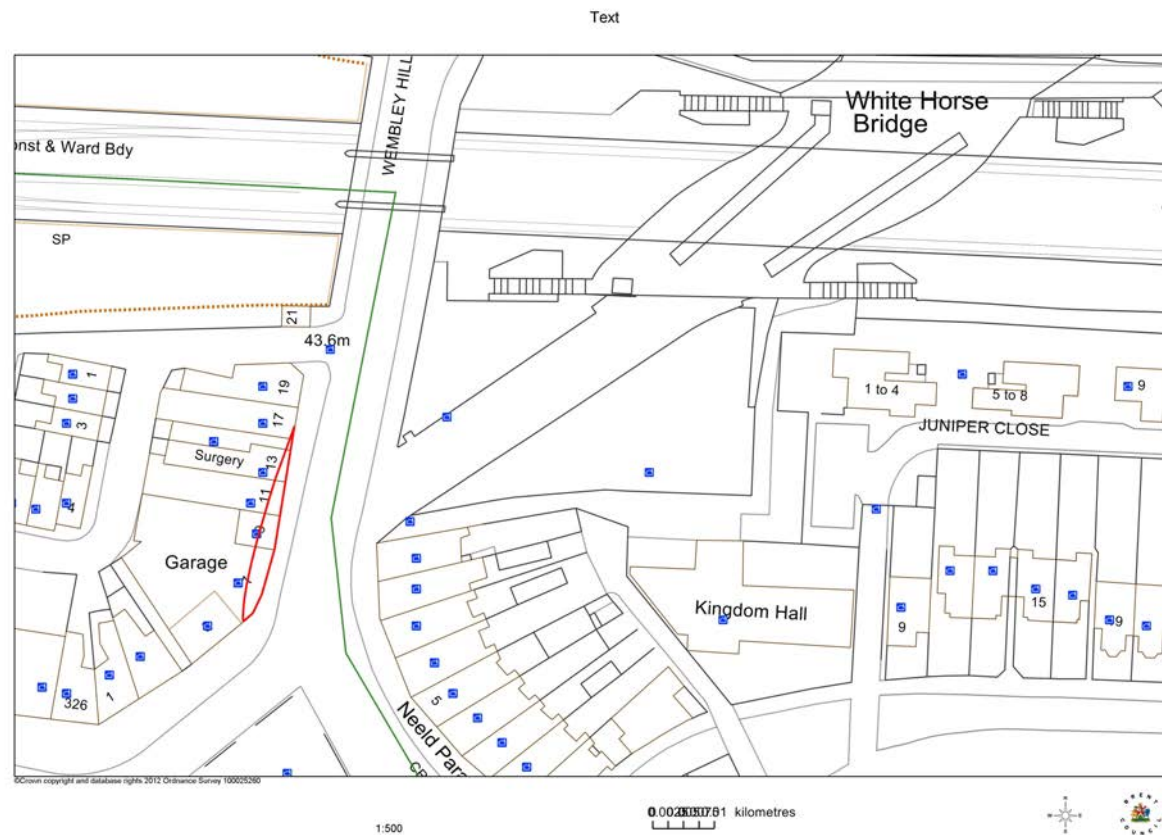 Text
WEMBLEY HILL
White Horse
Bridge
onst & Ward Bdy
SP
21
43.6m
1
19
3
17
Surgery
13
11
4
9
Garage
7
1
326
5
Neeld Para
1 to 4
5 to 8
9
JUNIPER CLOSE
Kingdom Hall
9
15
19
©Crown copyright and database rights 2012 Ordnance Survey 100025260
1:500
kilometres
N
W
E
S
BRENT